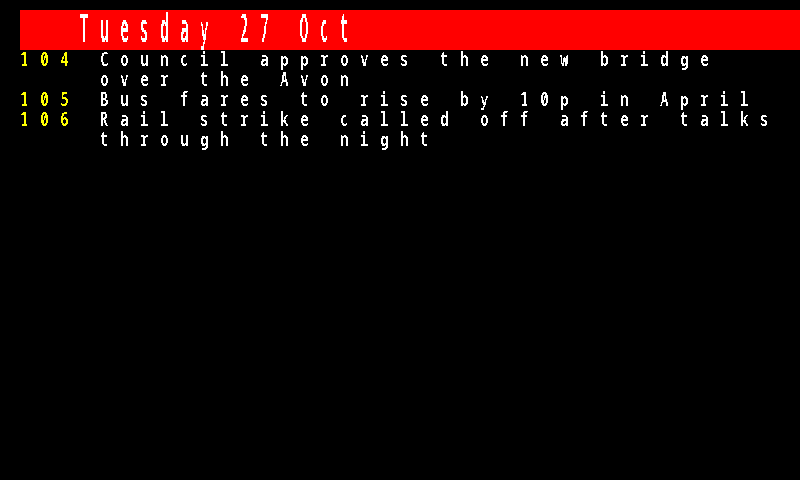 Tuesday 27 Oct
104 Council approves the new bridge
over the Avon
105 Bus fares to rise by 10p in April
106 Rail strike called off after talks
through the night